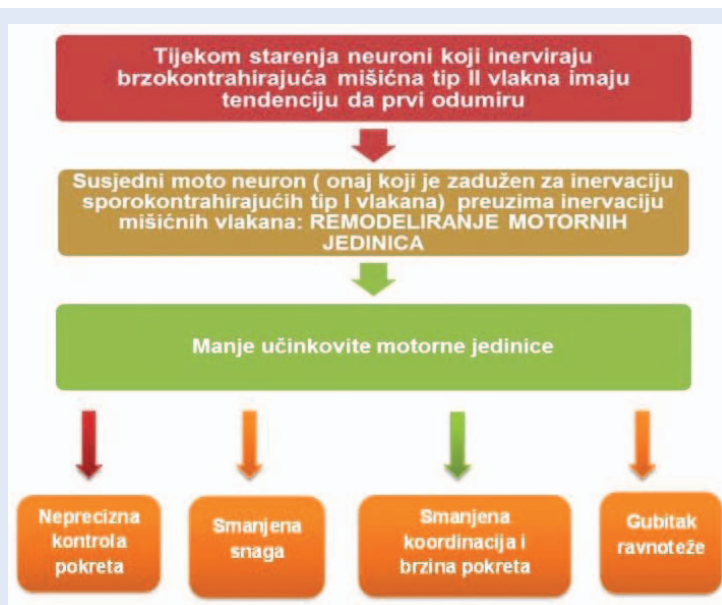 Tijekom starenja neuroni koji inerviraju
brzokontrahirajuća mišićna tip II vlakna imaju
tendenciju da prvi odumiru
Susjedni moto neuron ( onaj koji je zadužen za inervaciju
sporokontrahirajućih tip I vlakana) preuzima inervaciju
mišićnih vlakana: REMODELIRANJE MOTORNIH
JEDINICA
Manje učinkovite motorne jedinice
Neprecizna
kontrola
pokreta
Smanjena
snaga
Smanjena
koordinacija i
brzina pokreta
Gubitak
ravnoteže